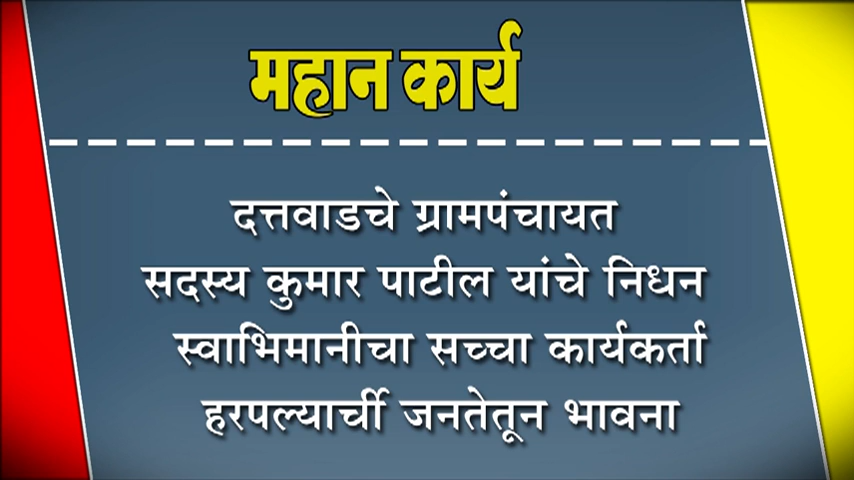 महान कार्य
दत्तवाडचे ग्रामपंचायत
सदस्य कुमार पाटील यांचे निधन
स्वाभिमानीचा सच्चा कार्यकर्ता
हरपल्यार्ची जनतेतून भावना